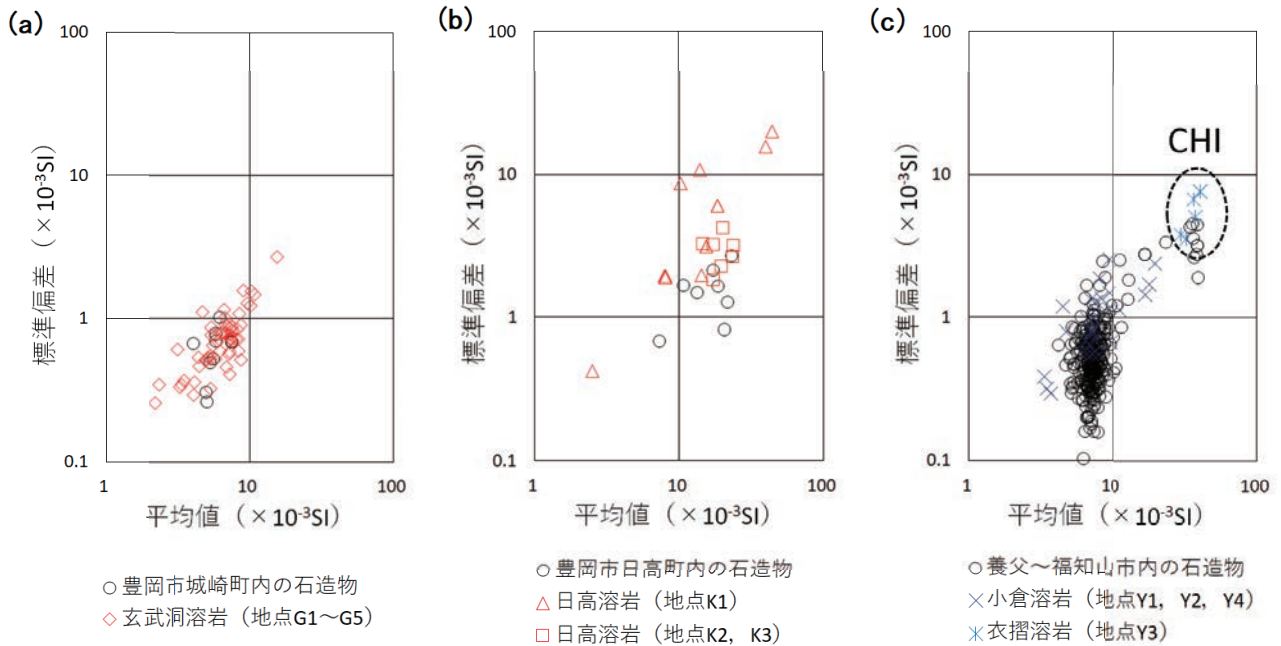 (a)
100
10
1
0.1
1
10
100
標準偏差（×10⁻³SI）
平均値（×10⁻³SI）
○豊岡市城崎町内の石造物
◇玄武洞溶岩（地点G1〜G5）
(b)
100
10
1
0.1
1
10
100
標準偏差（×10⁻³SI）
平均値（×10⁻³SI）
○豊岡市日高町内の石造物
△日高溶岩（地点K1）
□日高溶岩（地点K2，K3）
(c)
100
10
1
0.1
1
10
100
CHI
標準偏差（×10⁻³SI）
平均値（×10⁻³SI）
○養父〜福知山市内の石造物
×小倉溶岩（地点Y1，Y2，Y4）
衣摺溶岩（地点Y3）